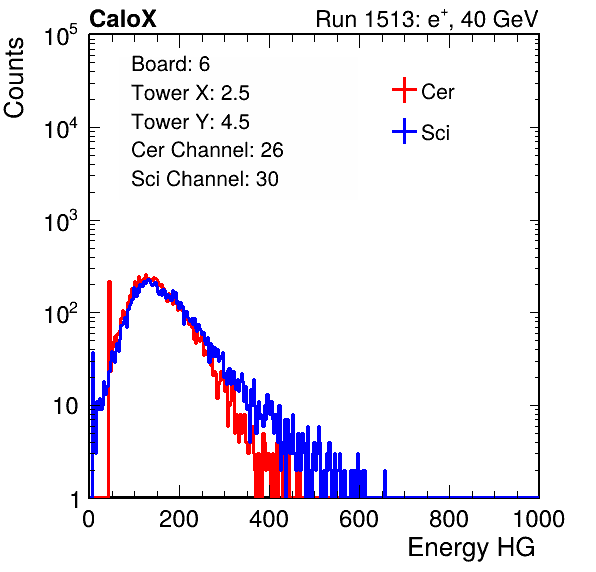 CaloX Run 1513: e⁺, 40 GeV
Counts
10⁵
10⁴
10³
10²
10
1
Board: 6
Tower X: 2.5
Tower Y: 4.5
Cer Channel: 26
Sci Channel: 30
Cer
Sci
0 200 400 600 800 1000
Energy HG